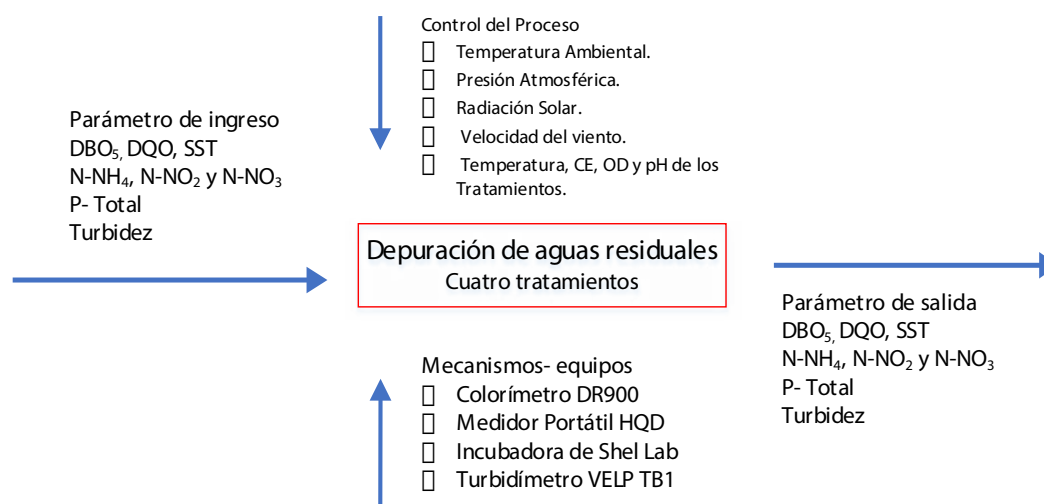 Control del Proceso
▯ Temperatura Ambiental.
▯ Presión Atmosférica.
▯ Radiación Solar.
▯ Velocidad del viento.
▯ Temperatura, CE, OD y pH de los
Tratamientos.
Parámetro de ingreso
DBO₅, DQO, SST
N-NH₄, N-NO₂ y N-NO₃
P- Total
Turbidez
Depuración de aguas residuales
Cuatro tratamientos
Parámetro de salida
DBO₅, DQO, SST
N-NH₄, N-NO₂ y N-NO₃
P- Total
Turbidez
Mecanismos- equipos
▯ Colorímetro DR900
▯ Medidor Portátil HQD
▯ Incubadora de Shel Lab
▯ Turbidímetro VELP TB1